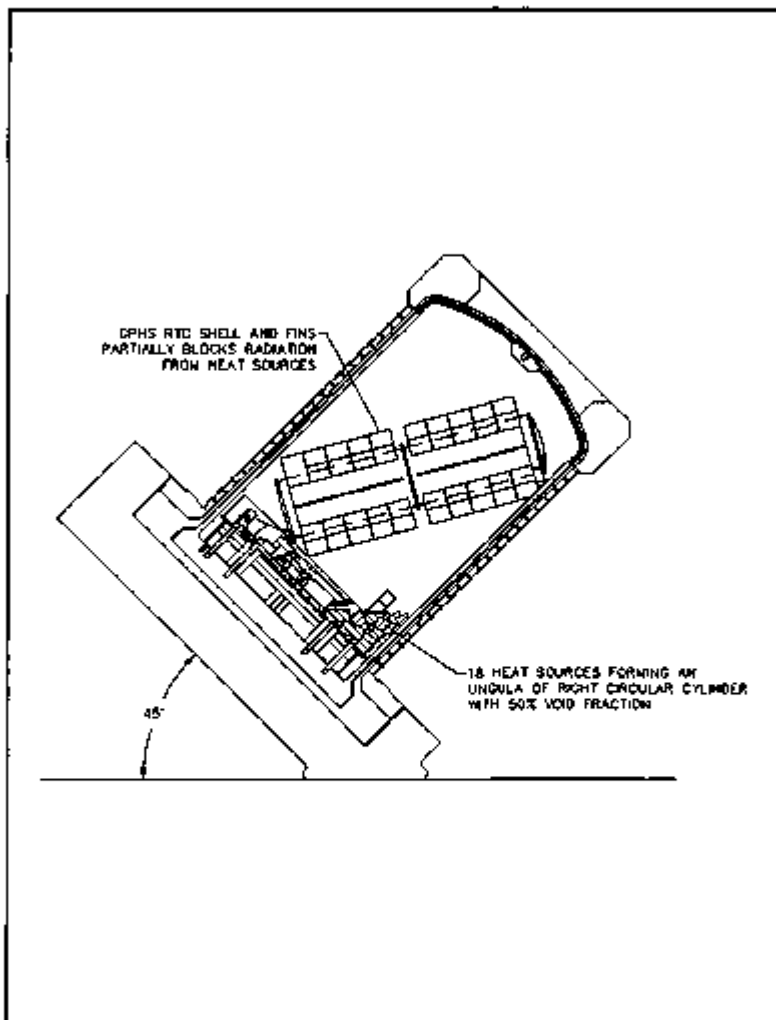 GPHS RTG SHELL AND FINS
PARTIALLY BLOCKS RADIATION
FROM HEAT SOURCES
18 HEAT SOURCES FORMING AN
UNGULA OF RIGHT CIRCULAR CYLINDER
WITH 50% VOID FRACTION
45°